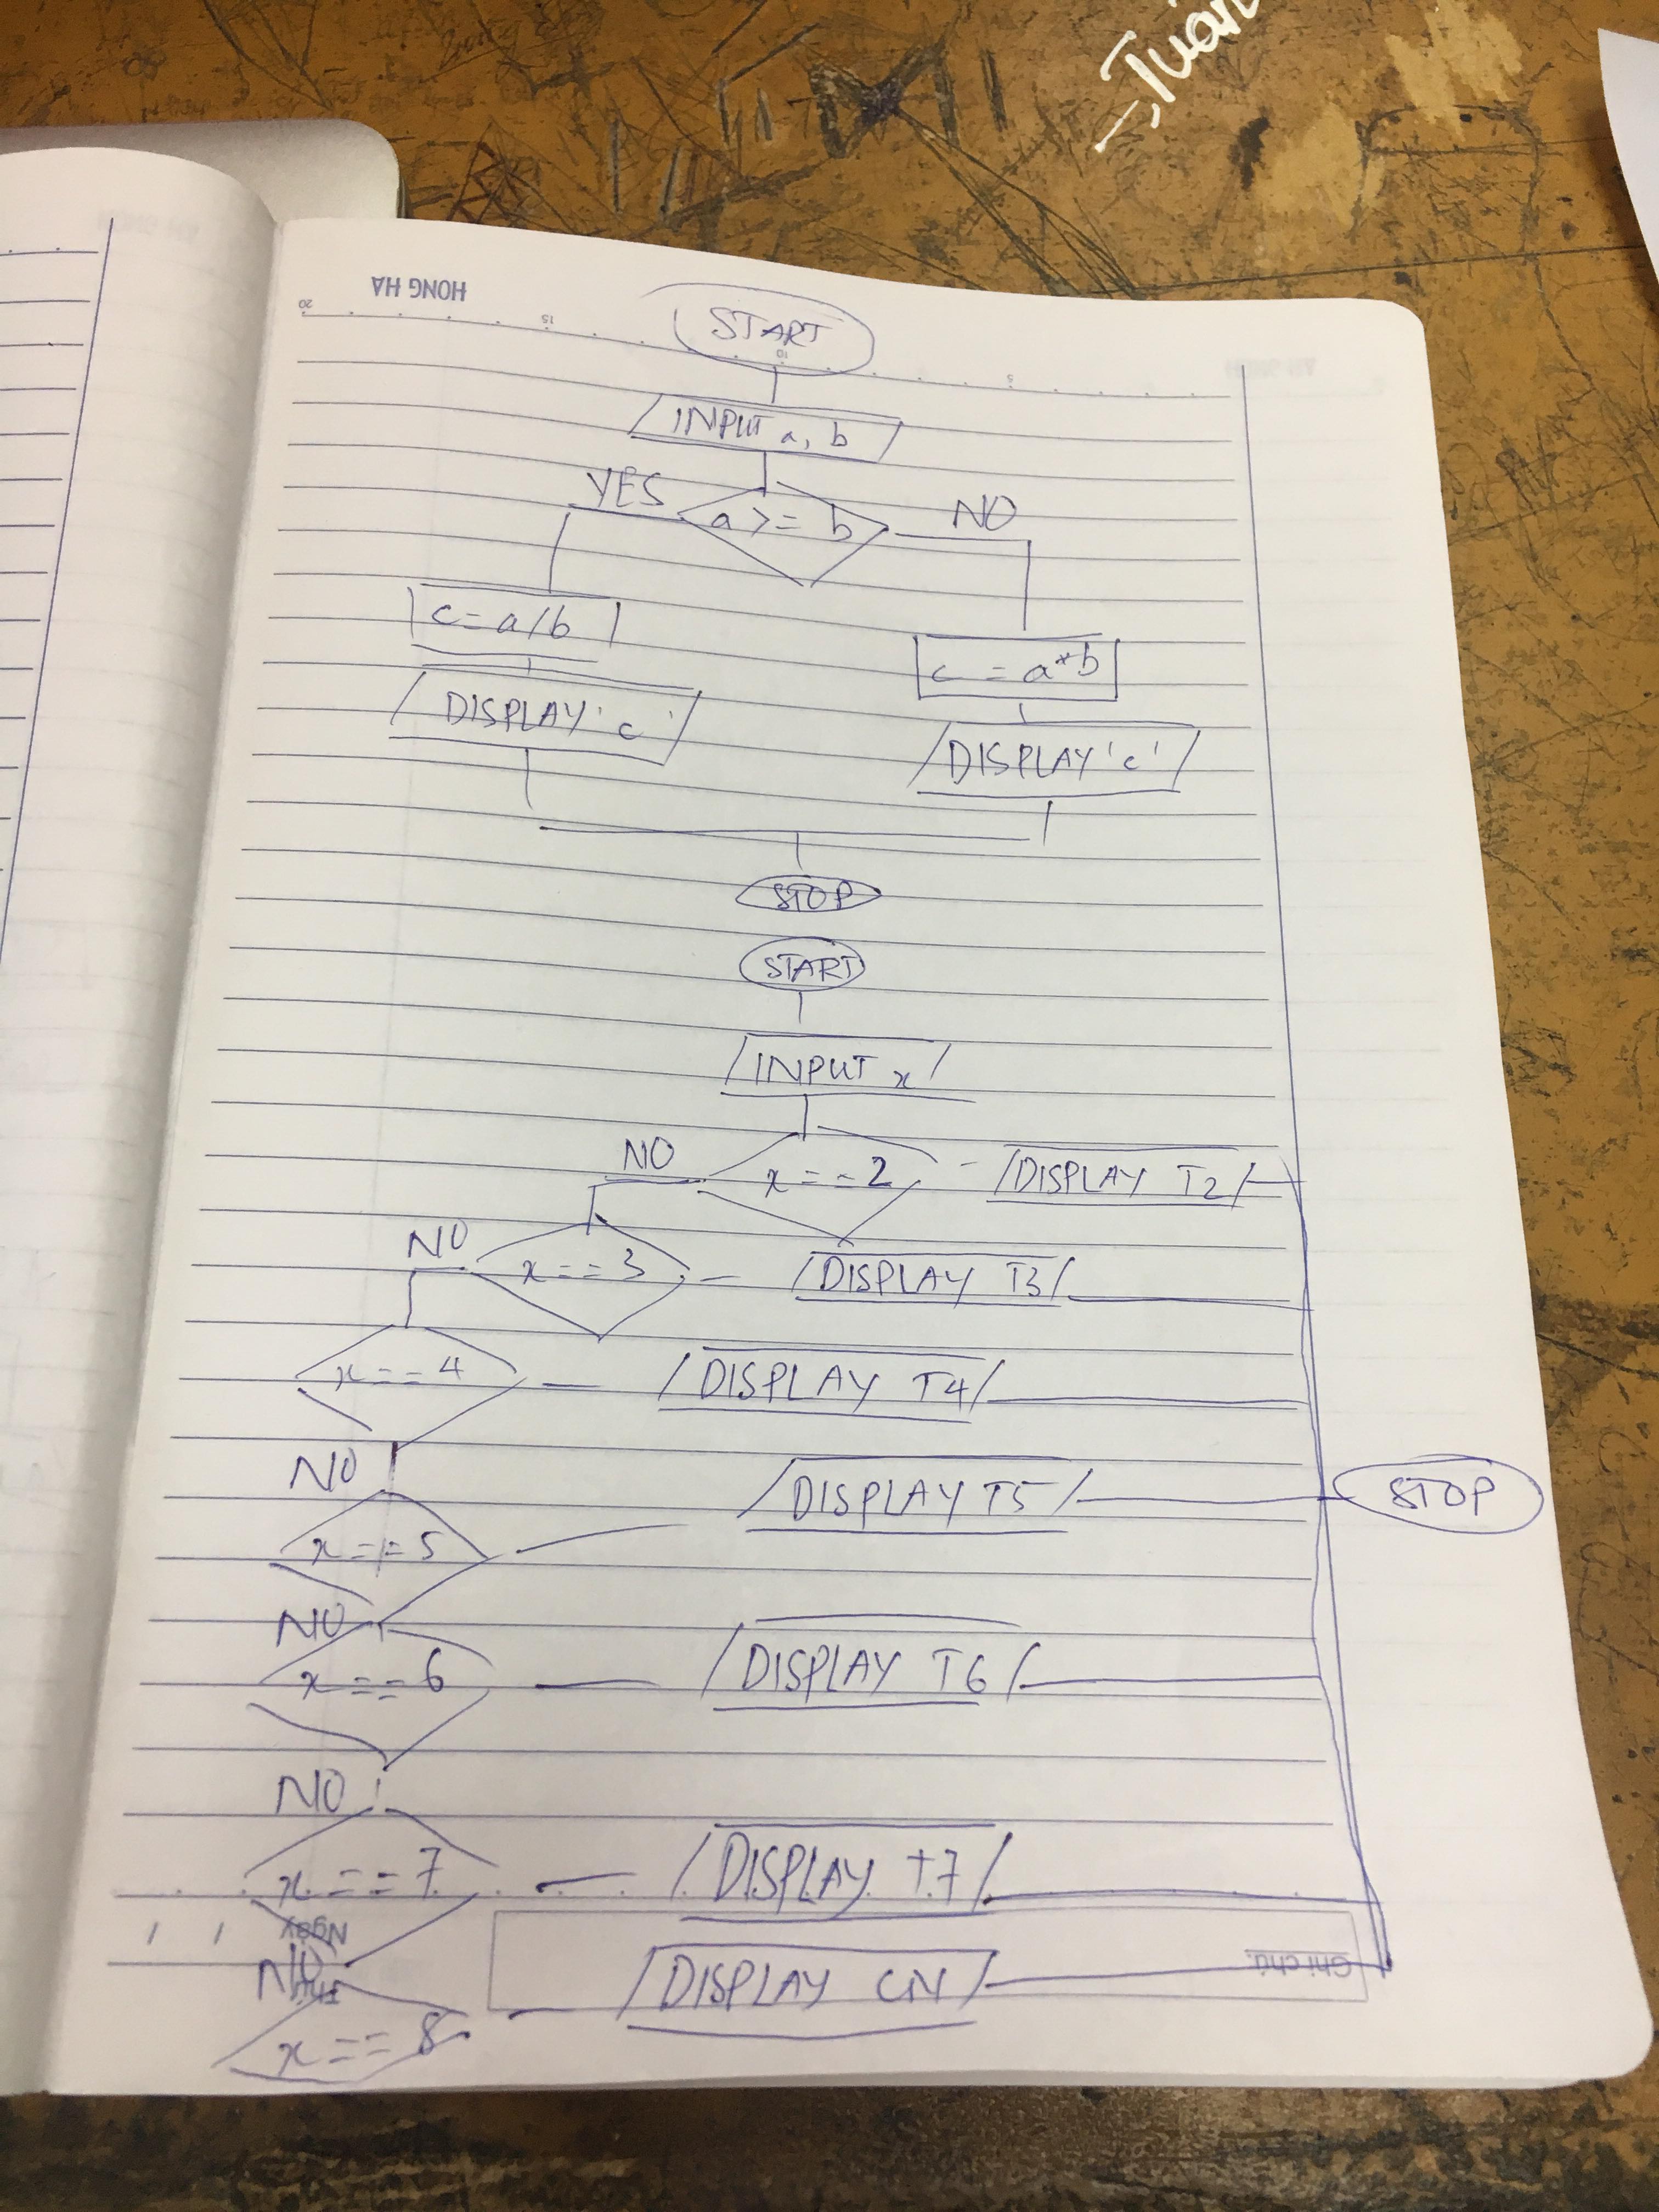 Tuấn
HONG HA
20 15 10 5
START
INPUT a, b
YES a >= b NO
c = a/b
c = a*b
DISPLAY 'c'
DISPLAY 'c'
STOP
START
INPUT x
NO x == 2 DISPLAY T2
NO x == 3 DISPLAY T3
x == 4 DISPLAY T4
NO
DISPLAY T5 STOP
x == 5
NO
x == 6 DISPLAY T6
NO
x == 7 DISPLAY T7
Ngày
Ghi chú:
NO
Thứ
DISPLAY CN
x == 8